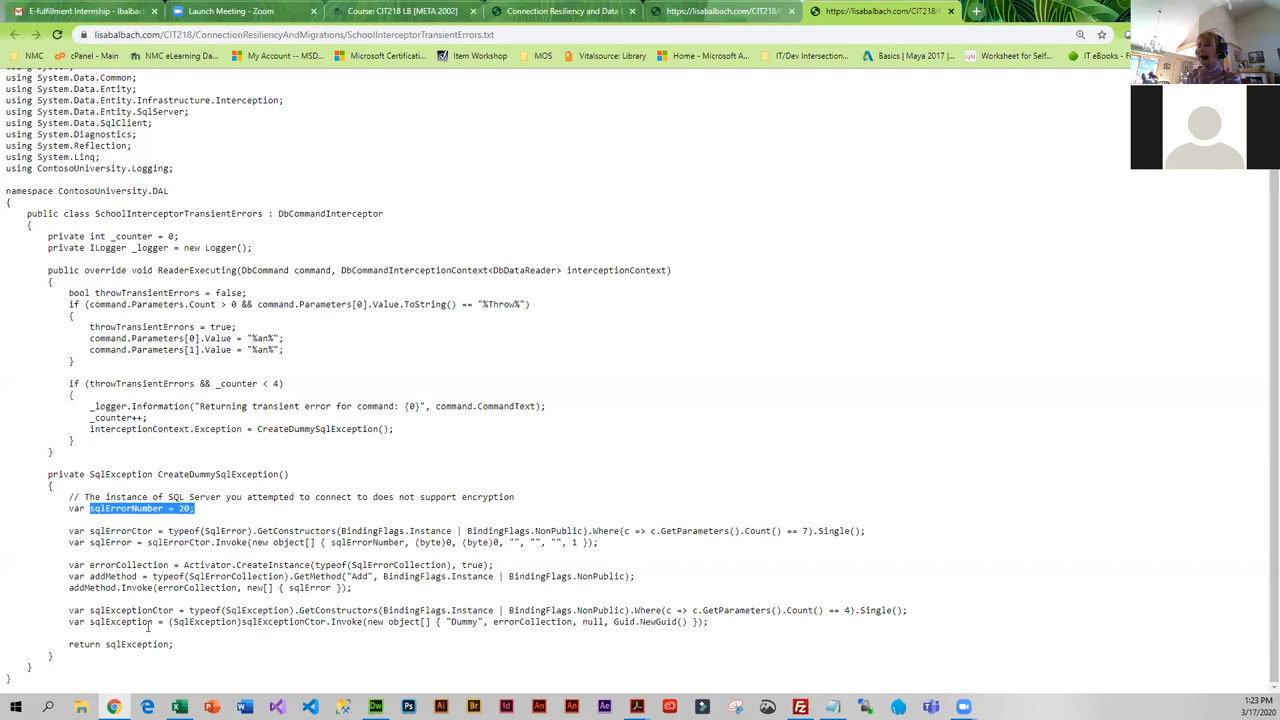 E-fulfillment Internship - lbalbac
Launch Meeting - Zoom
Course: CIT218 LB [META 2002]
Connection Resiliency and Data
https://lisabalbach.com/CIT218/
https://lisabalbach.com/CIT218/
lisabalbach.com/CIT218/ConnectionResiliencyAndMigrations/SchoolInterceptorTransientErrors.txt
NMC
cPanel - Main
NMC eLearning Da...
My Account -- MSD...
Microsoft Certificati...
Item Workshop
MOS
Vitalsource: Library
Home - Microsoft A...
IT/Dev Intersection...
Basics | Maya 2017 |...
Worksheet for Self...
IT eBooks - F
using System;
using System.Data.Common;
using System.Data.Entity;
using System.Data.Entity.Infrastructure.Interception;
using System.Data.Entity.SqlServer;
using System.Data.SqlClient;
using System.Diagnostics;
using System.Reflection;
using System.Linq;
using ContosoUniversity.Logging;
namespace ContosoUniversity.DAL
{
public class SchoolInterceptorTransientErrors : DbCommandInterceptor
{
private int _counter = 0;
private ILogger _logger = new Logger();
public override void ReaderExecuting(DbCommand command, DbCommandInterceptionContext<DbDataReader> interceptionContext)
{
bool throwTransientErrors = false;
if (command.Parameters.Count > 0 && command.Parameters[0].Value.ToString() == "%Throw%")
{
throwTransientErrors = true;
command.Parameters[0].Value = "%an%";
command.Parameters[1].Value = "%an%";
}
if (throwTransientErrors && _counter < 4)
{
_logger.Information("Returning transient error for command: {0}", command.CommandText);
_counter++;
interceptionContext.Exception = CreateDummySqlException();
}
}
private SqlException CreateDummySqlException()
{
// The instance of SQL Server you attempted to connect to does not support encryption
var sqlErrorNumber = 20;
var sqlErrorCtor = typeof(SqlError).GetConstructors(BindingFlags.Instance | BindingFlags.NonPublic).Where(c => c.GetParameters().Count() == 7).Single();
var sqlError = sqlErrorCtor.Invoke(new object[] { sqlErrorNumber, (byte)0, (byte)0, "", "", "", 1 });
var errorCollection = Activator.CreateInstance(typeof(SqlErrorCollection), true);
var addMethod = typeof(SqlErrorCollection).GetMethod("Add", BindingFlags.Instance | BindingFlags.NonPublic);
addMethod.Invoke(errorCollection, new[] { sqlError });
var sqlExceptionCtor = typeof(SqlException).GetConstructors(BindingFlags.Instance | BindingFlags.NonPublic).Where(c => c.GetParameters().Count() == 4).Single();
var sqlException = (SqlException)sqlExceptionCtor.Invoke(new object[] { "Dummy", errorCollection, null, Guid.NewGuid() });
return sqlException;
}
}
}
1:23 PM
3/17/2020